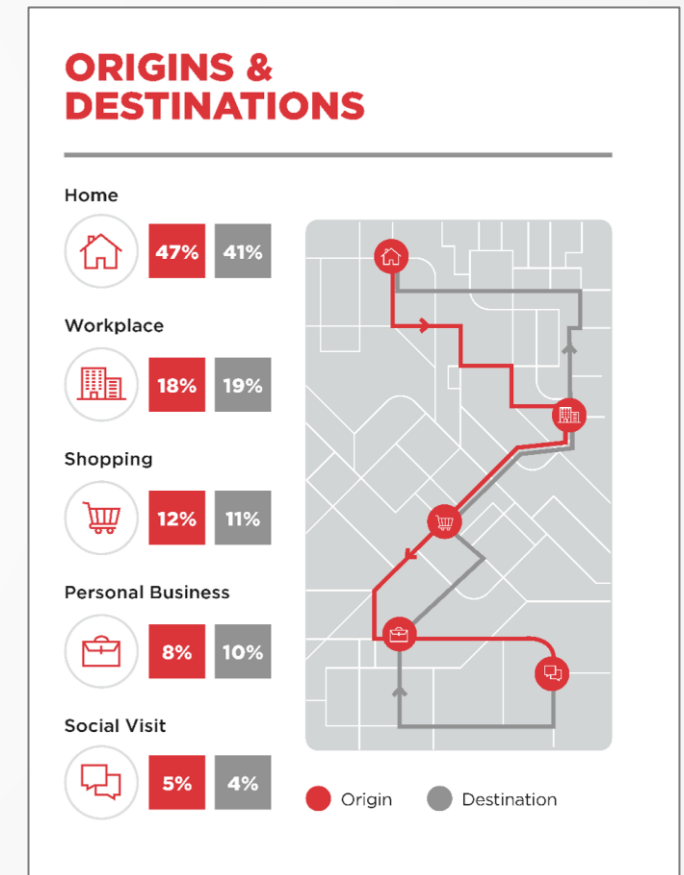 ORIGINS &
DESTINATIONS
Home
47% 41%
Workplace
18% 19%
Shopping
12% 11%
Personal Business
8% 10%
Social Visit
5% 4%
Origin Destination